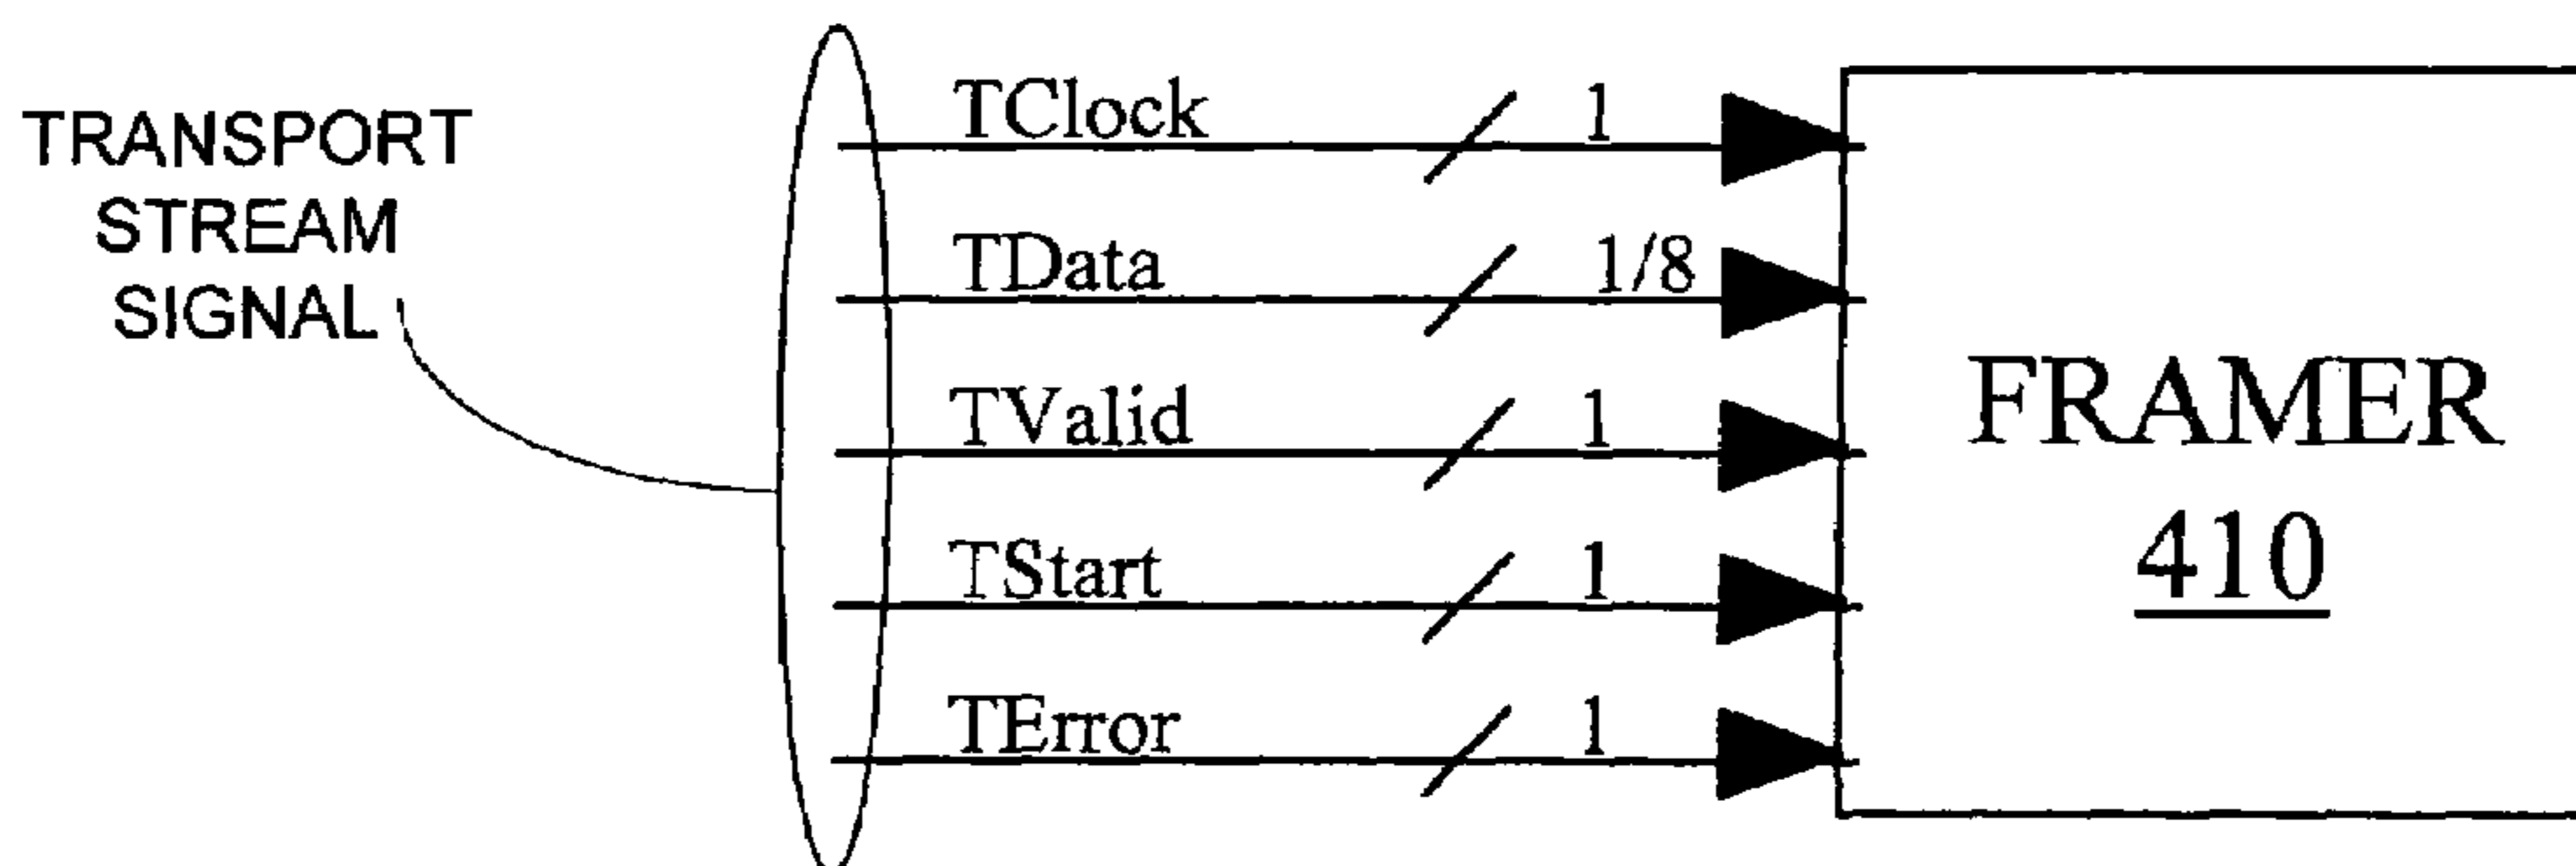 TRANSPORT
STREAM
SIGNAL
TClock 1
TData 1/8
TValid 1
TStart 1
TError 1
FRAMER
410